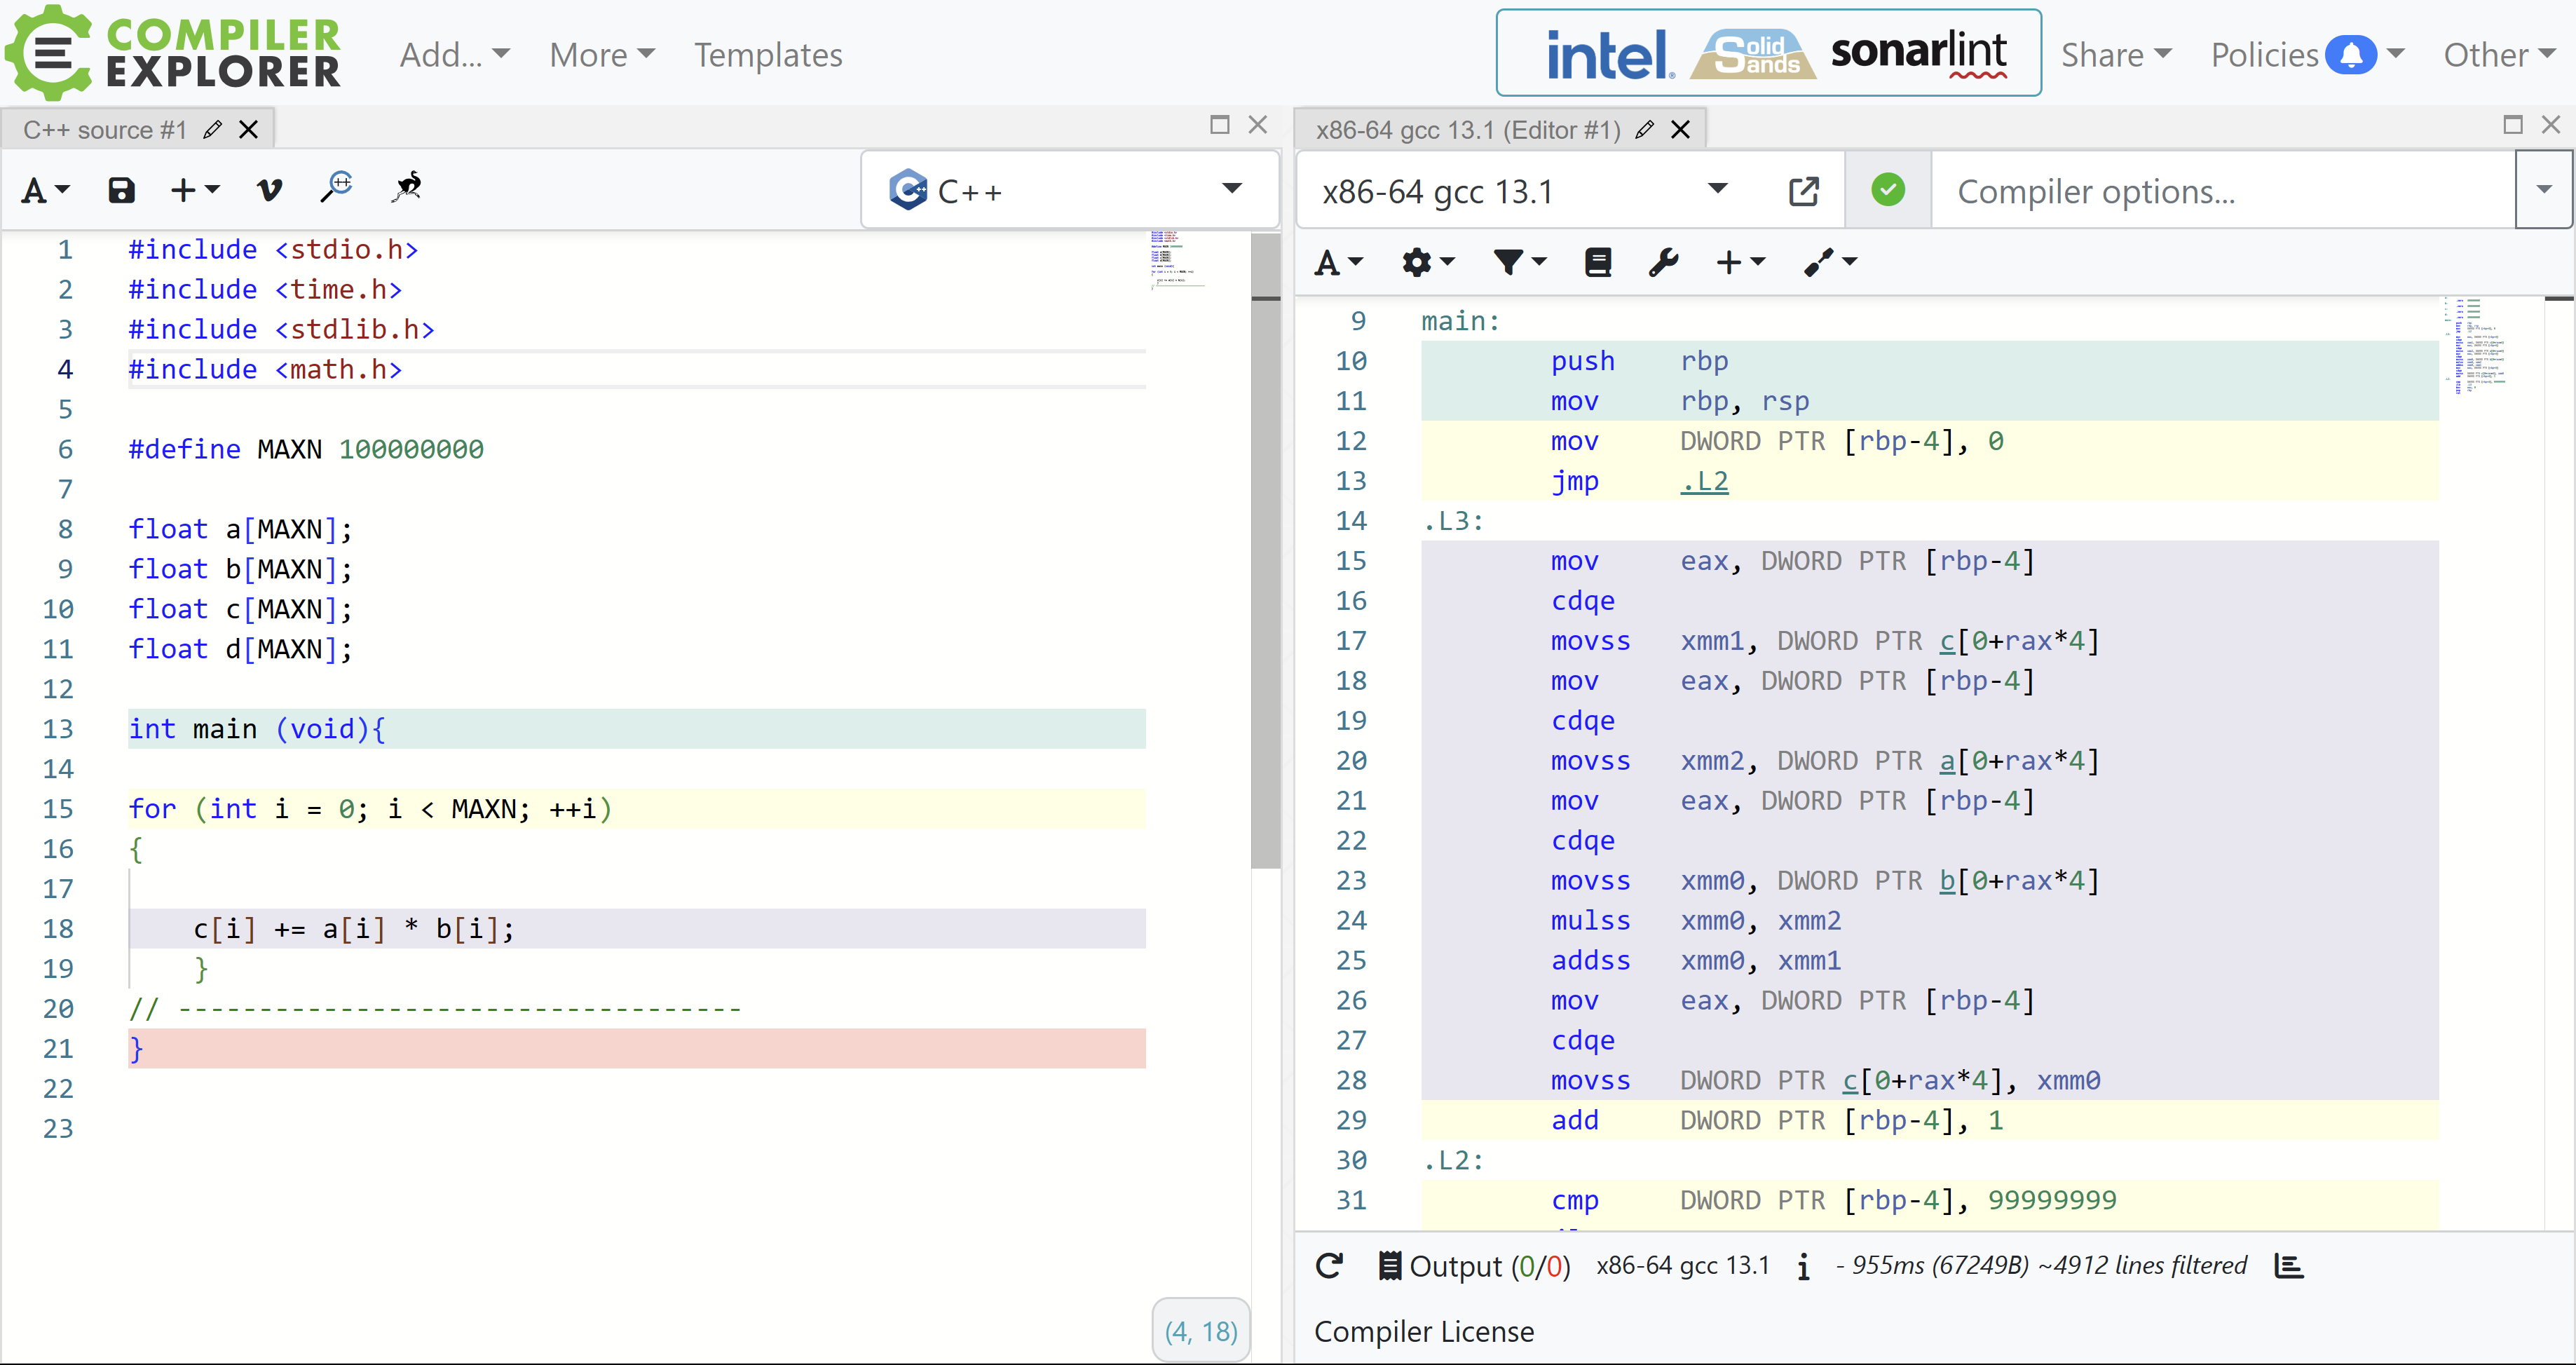 COMPILER EXPLORER Add... More Templates intel. Solid Sands sonarlint Share Policies Other
C++ source #1
x86-64 gcc 13.1 (Editor #1)
A + C++
x86-64 gcc 13.1 Compiler options...
A +
1 #include <stdio.h>
2 #include <time.h>
3 #include <stdlib.h>
4 #include <math.h>
5
6 #define MAXN 100000000
7
8 float a[MAXN];
9 float b[MAXN];
10 float c[MAXN];
11 float d[MAXN];
12
13 int main (void){
14
15 for (int i = 0; i < MAXN; ++i)
16 {
17
18 c[i] += a[i] * b[i];
19 }
20 // -----------------------------------
21 }
22
23
(4, 18)
9 main:
10 push rbp
11 mov rbp, rsp
12 mov DWORD PTR [rbp-4], 0
13 jmp .L2
14 .L3:
15 mov eax, DWORD PTR [rbp-4]
16 cdqe
17 movss xmm1, DWORD PTR c[0+rax*4]
18 mov eax, DWORD PTR [rbp-4]
19 cdqe
20 movss xmm2, DWORD PTR a[0+rax*4]
21 mov eax, DWORD PTR [rbp-4]
22 cdqe
23 movss xmm0, DWORD PTR b[0+rax*4]
24 mulss xmm0, xmm2
25 addss xmm0, xmm1
26 mov eax, DWORD PTR [rbp-4]
27 cdqe
28 movss DWORD PTR c[0+rax*4], xmm0
29 add DWORD PTR [rbp-4], 1
30 .L2:
31 cmp DWORD PTR [rbp-4], 99999999
Output (0/0) x86-64 gcc 13.1 i - 955ms (67249B) ~4912 lines filtered
Compiler License